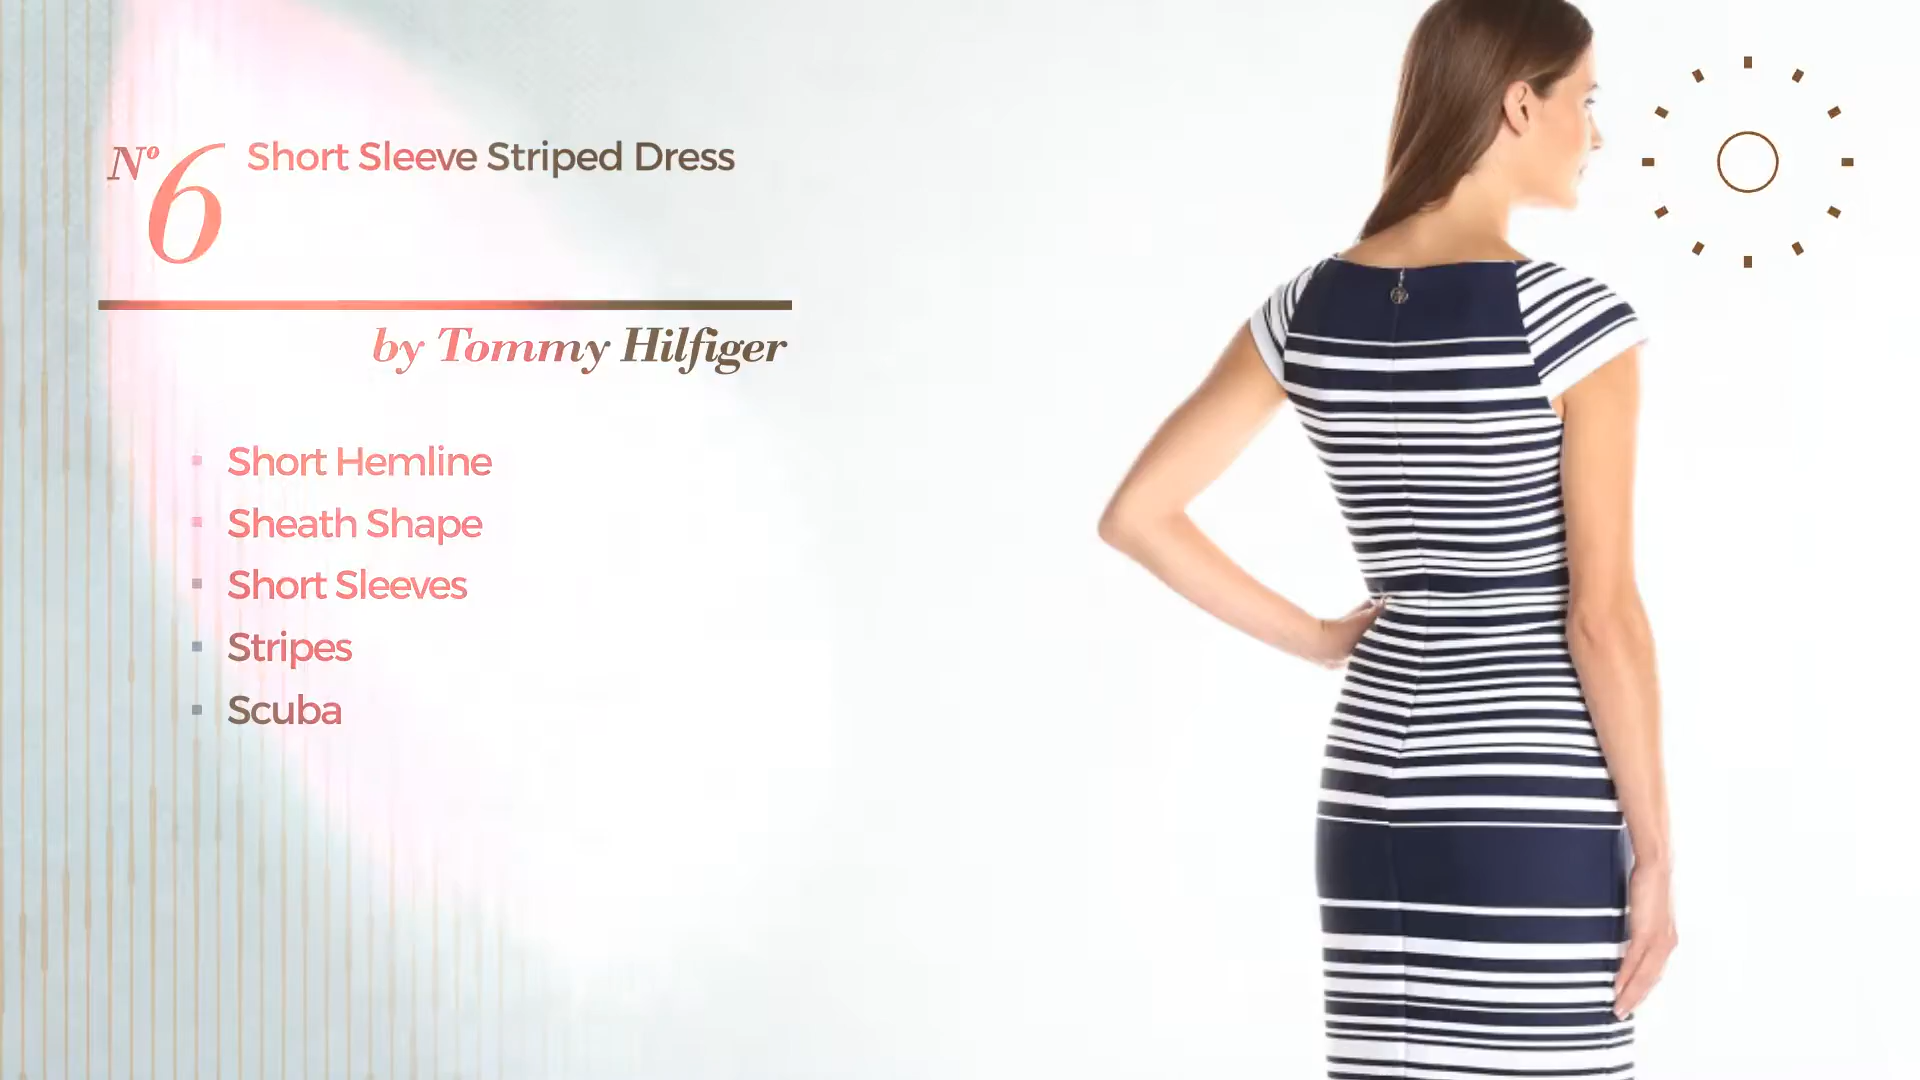 Nº 6 Short Sleeve Striped Dress
by Tommy Hilfiger
Short Hemline
Sheath Shape
Short Sleeves
Stripes
Scuba